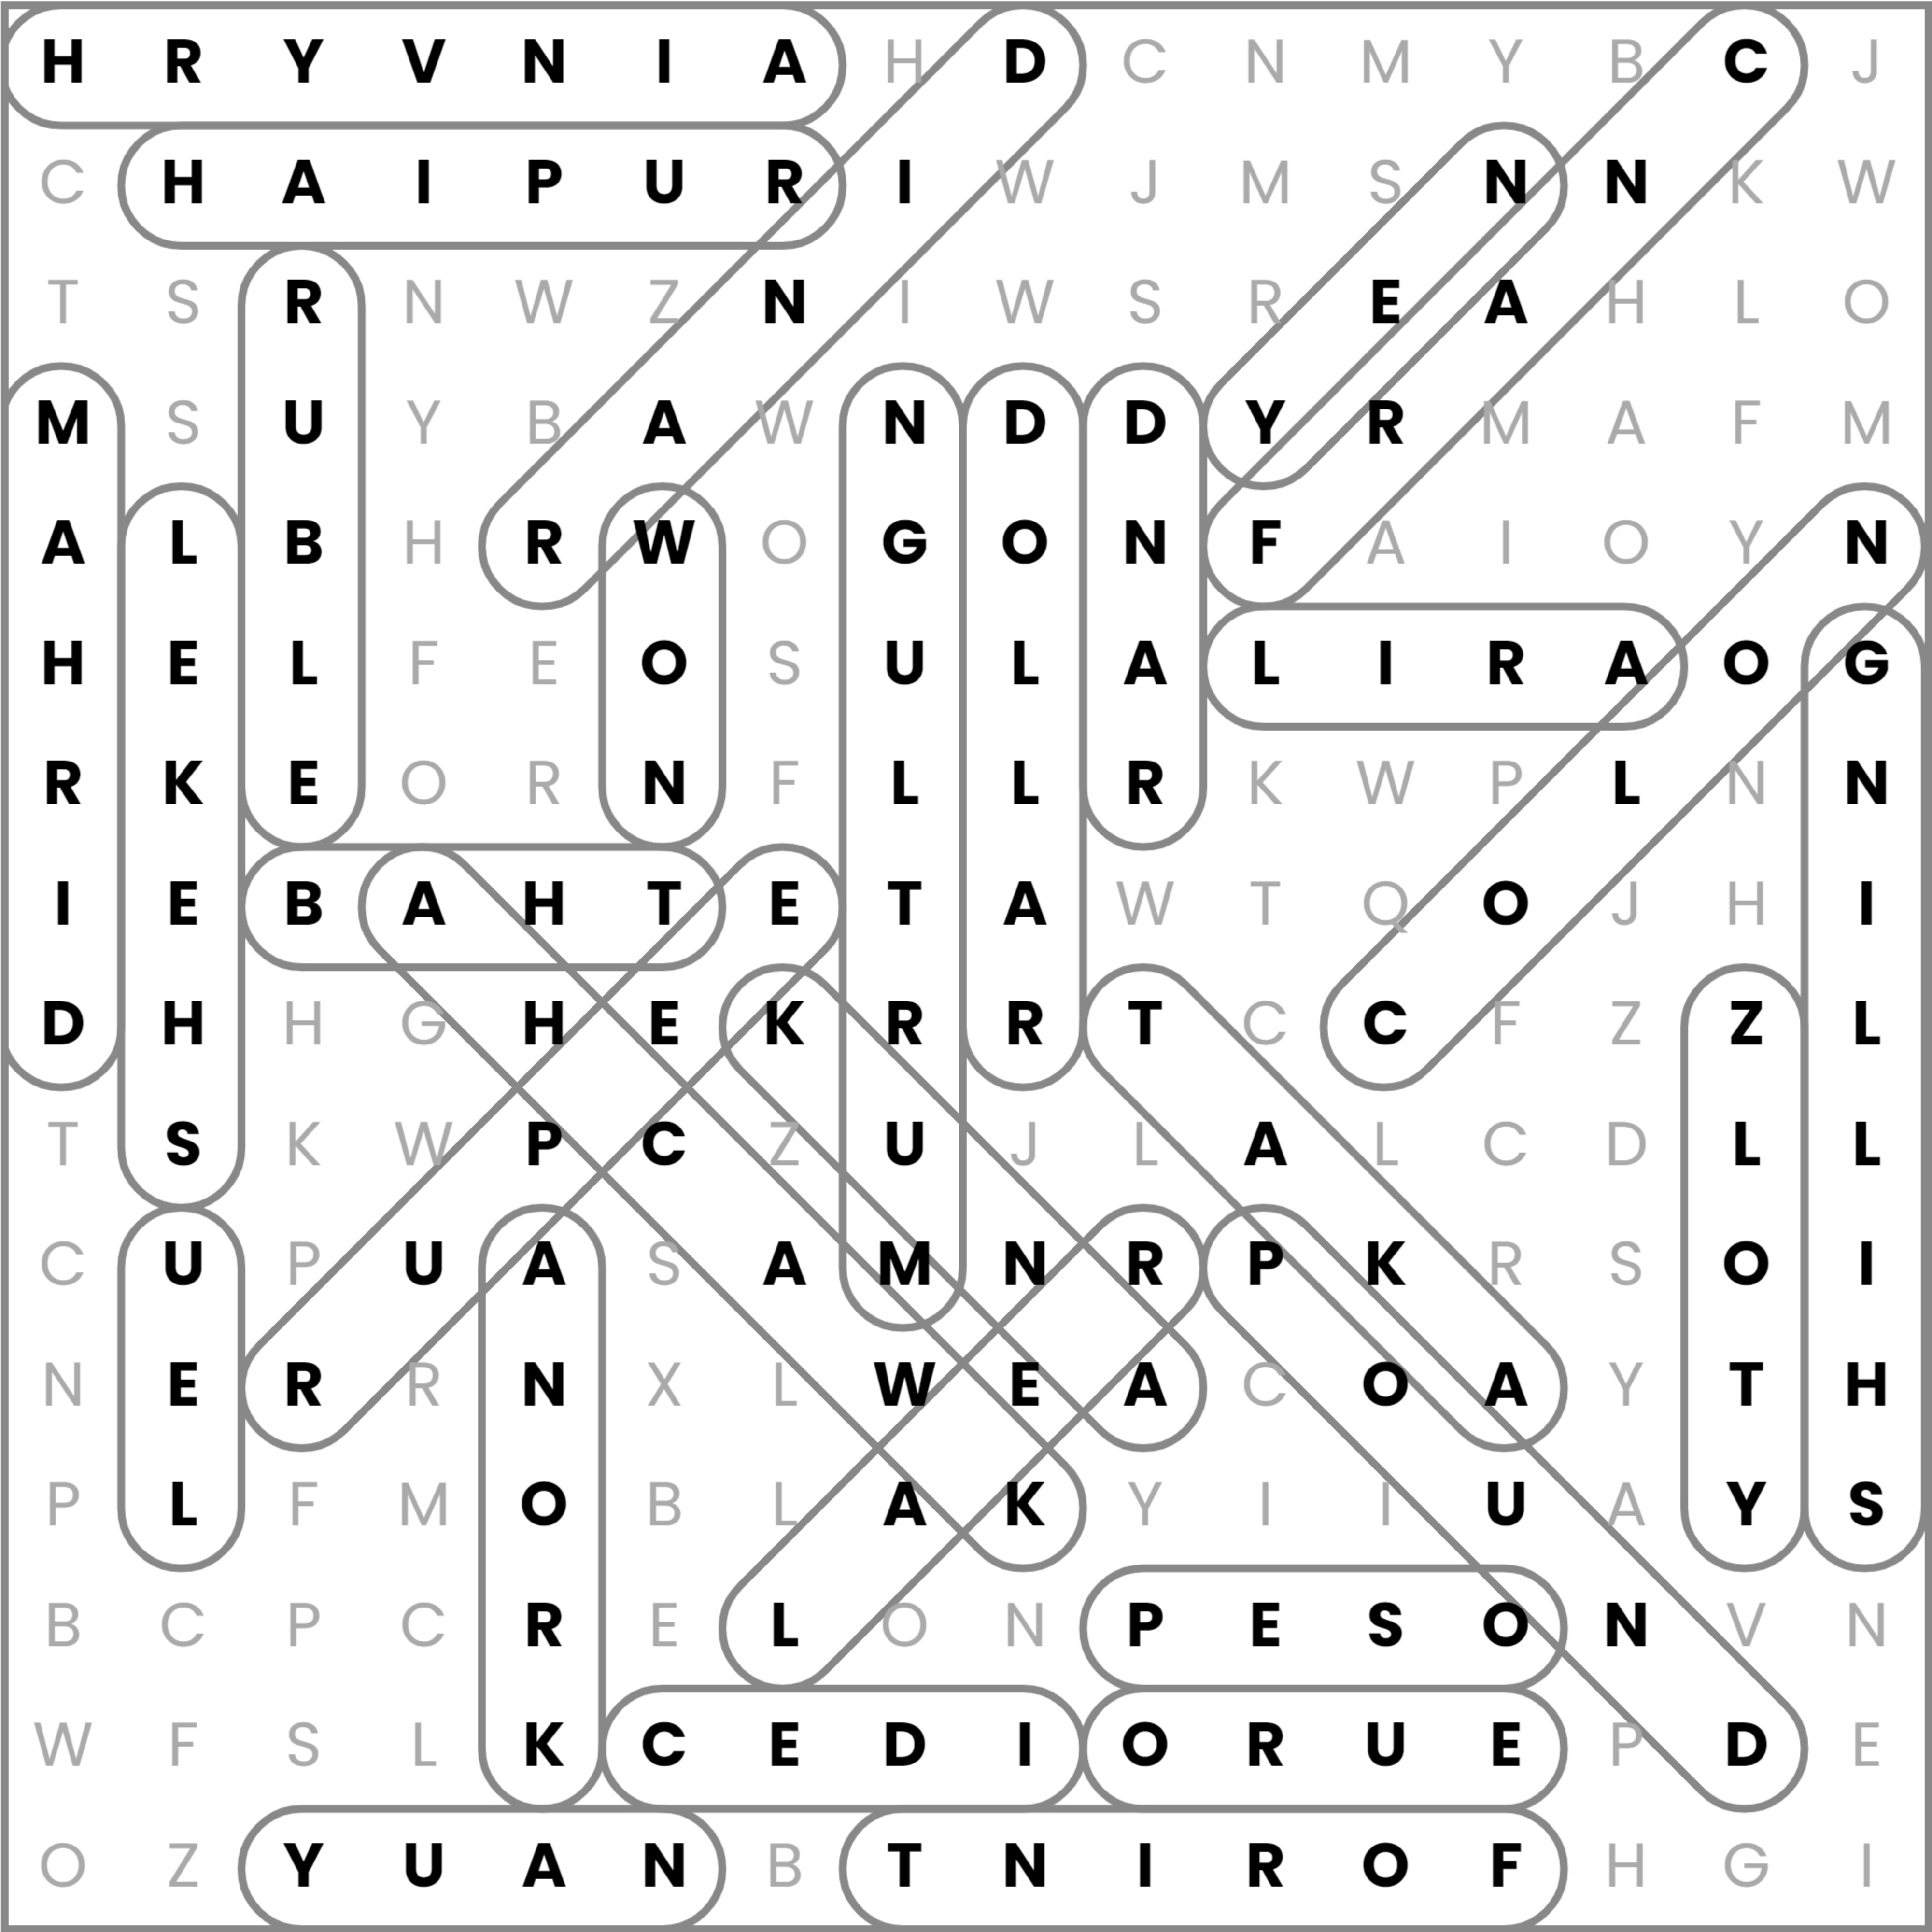 H R Y V N I A H D C N M Y B C J
C H A I P U R I W J M S N N K W
T S R N W Z N I W S R E A H L O
M S U Y B A W N D D Y R M A F M
A L B H R W O G O N F A I O Y N
H E L F E O S U L A L I R A O G
R K E O R N F L L R K W P L N N
I E B A H T E T A W T Q O J H I
D H H G H E K R R T C C F Z Z L
T S K W P C Z U J L A L C D L L
C U P U A S A M N R P K R S O I
N E R R N X L W E A C O A Y T H
P L F M O B L A K Y I I U A Y S
B C P C R E L O N P E S O N V N
W F S L K C E D I O R U E P D E
O Z Y U A N B T N I R O F H G I